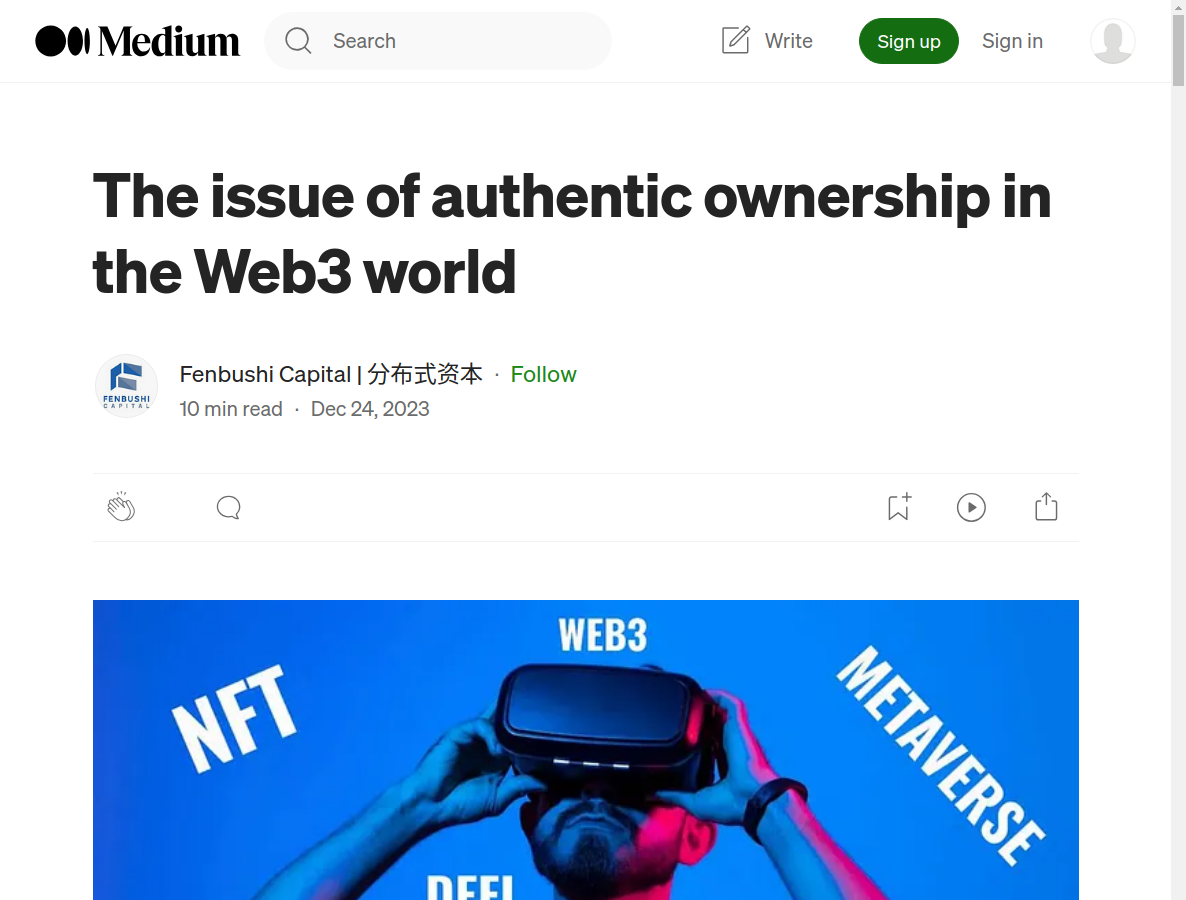 Medium
Search
Write
Sign up
Sign in
The issue of authentic ownership in
the Web3 world
FENBUSHI
CAPITAL
Fenbushi Capital | 分布式资本 · Follow
10 min read · Dec 24, 2023
WEB3
NFT
METAVERSE
DEFI